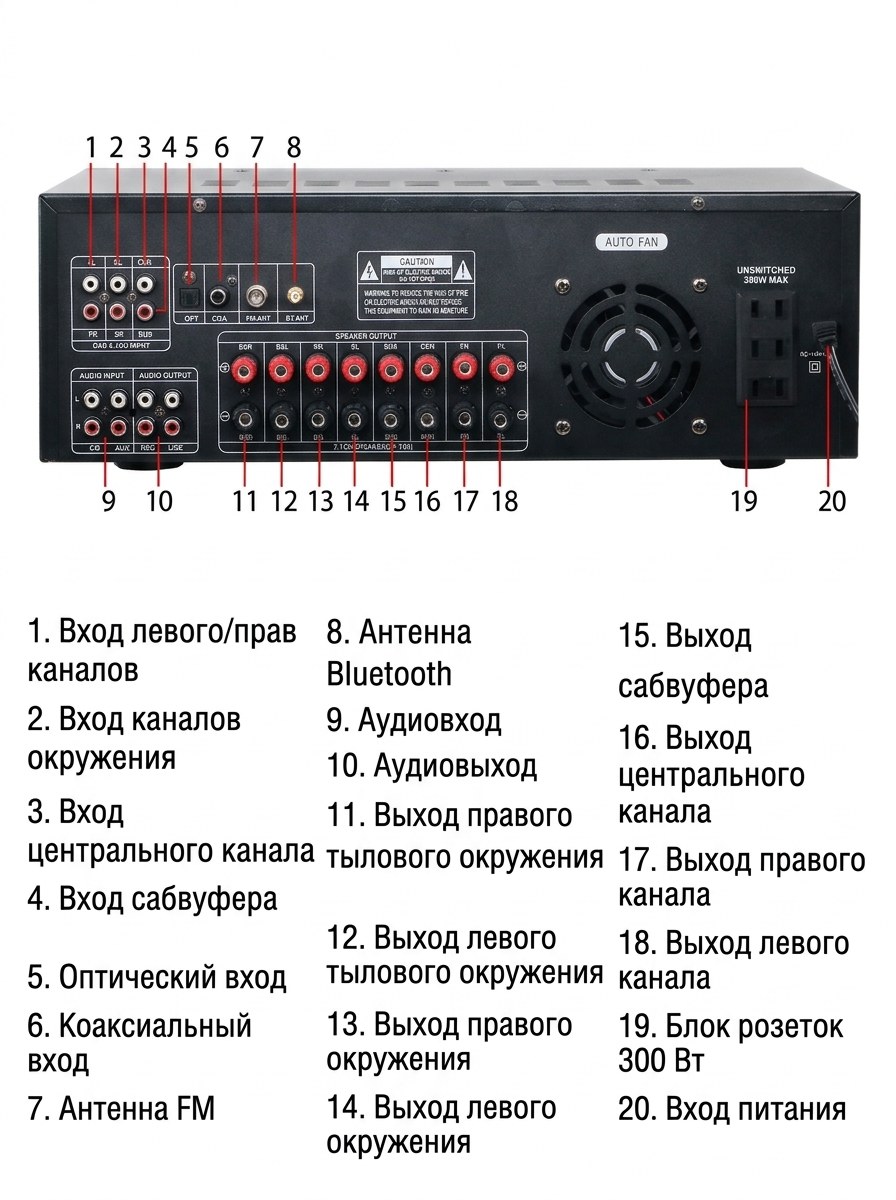 1 2 3 4 5 6 7 8
AUTO FAN
CAUTION
UNSWITCHED
380W MAX
OPT
SPEAKER OUTPUT
AUDIO INPUT AUDIO OUTPUT
L
R
AUX
9 10 11 12 13 14 15 16 17 18 19 20
1. Вход левого/прав
каналов
2. Вход каналов
окружения
3. Вход
центрального канала
4. Вход сабвуфера
5. Оптический вход
6. Коаксиальный
вход
7. Антенна FM
8. Антенна
Bluetooth
9. Аудиовход
10. Аудиовыход
11. Выход правого
тылового окружения
12. Выход левого
тылового окружения
13. Выход правого
окружения
14. Выход левого
окружения
15. Выход
сабвуфера
16. Выход
центрального
канала
17. Выход правого
канала
18. Выход левого
канала
19. Блок розеток
300 Вт
20. Вход питания